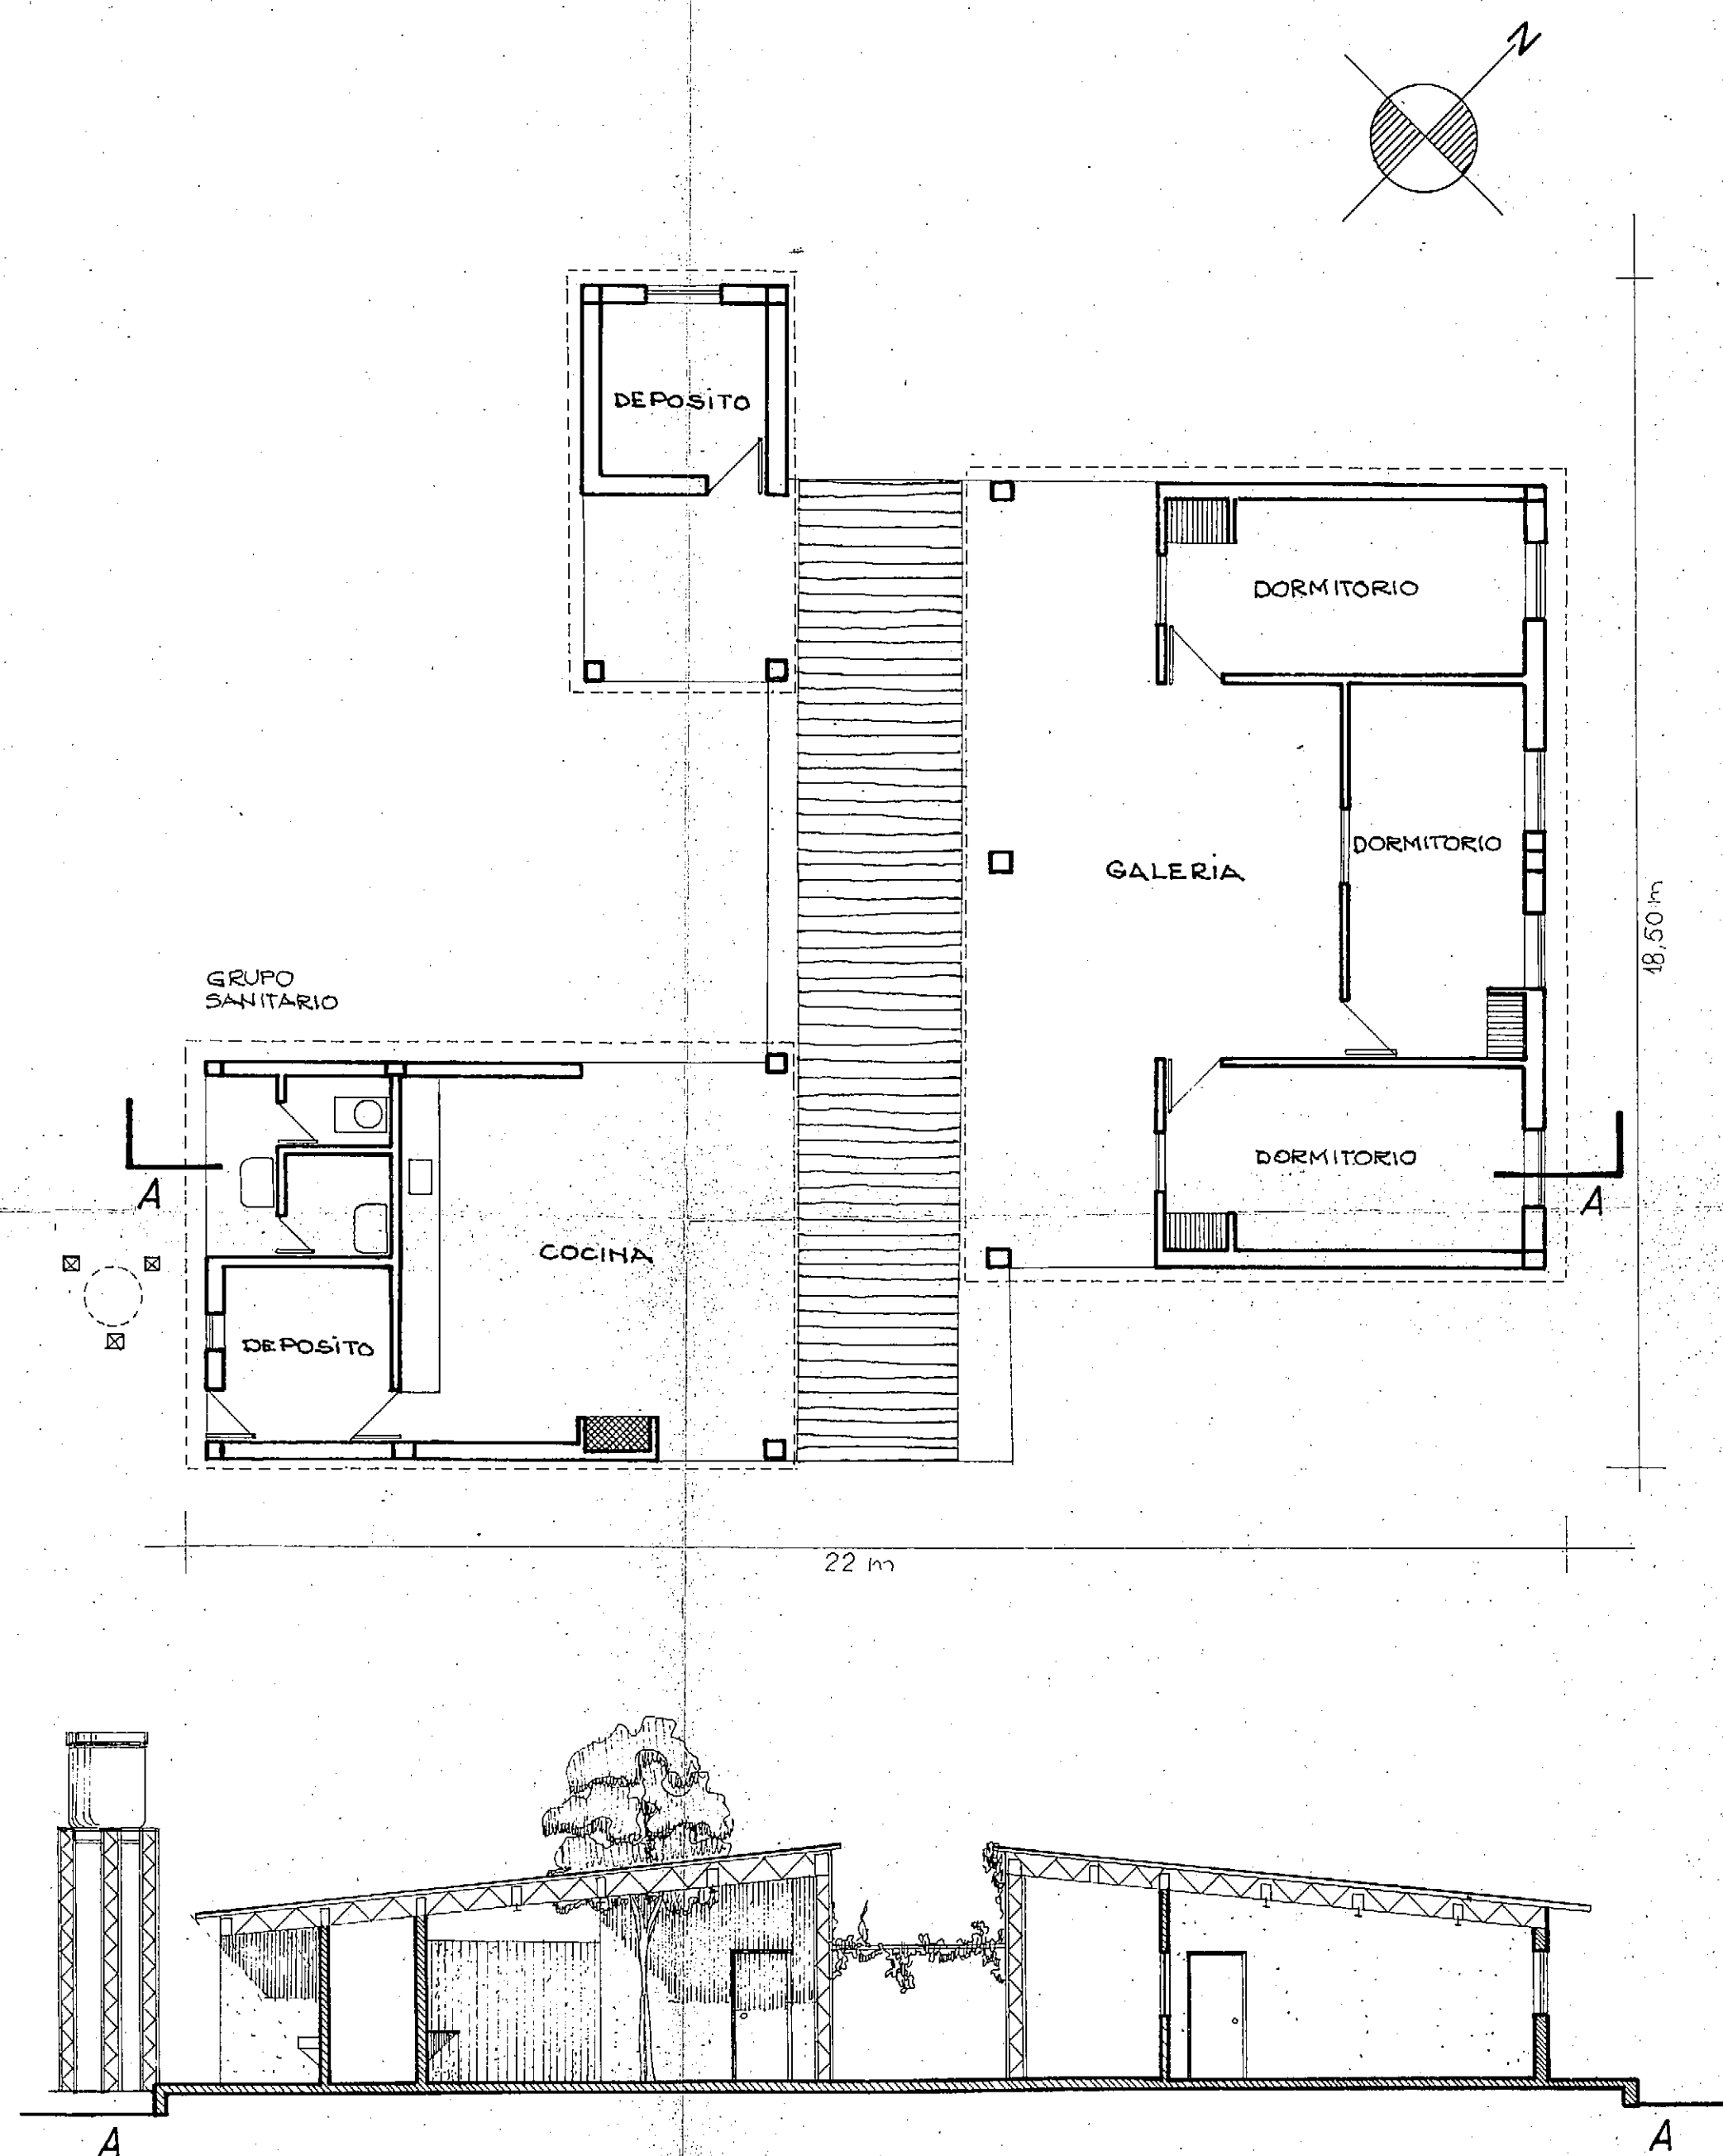 N
DEPOSiTO
DORMITORIO
DORMITORIO
GALERiA
18,50 m
GRUPO
SANITARIO
A
DORMITORIO
A
COCINA
DEPOSiTO
22 m
A
A